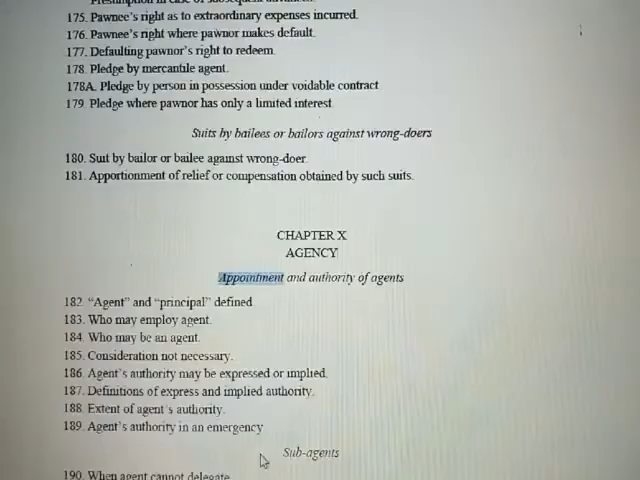 175. Pawnee's right as to extraordinary expenses incurred.
176. Pawnee's right where pawnor makes default.
177. Defaulting pawnor's right to redeem.
178. Pledge by mercantile agent.
178A. Pledge by person in possession under voidable contract
179 Pledge where pawnor has only a limited interest
Suits by bailees or bailors against wrong-doers
180. Suit by bailor or bailee against wrong-doer.
181. Apportionment of relief or compensation obtained by such suits.
CHAPTER X
AGENCY
Appointment and authority of agents
182. “Agent” and “principal” defined
183. Who may employ agent.
184. Who may be an agent.
185. Consideration not necessary.
186. Agent's authority may be expressed or implied.
187. Definitions of express and implied authority.
188. Extent of agent's authority.
189. Agent's authority in an emergency
Sub-agents
190. When agent cannot delegate